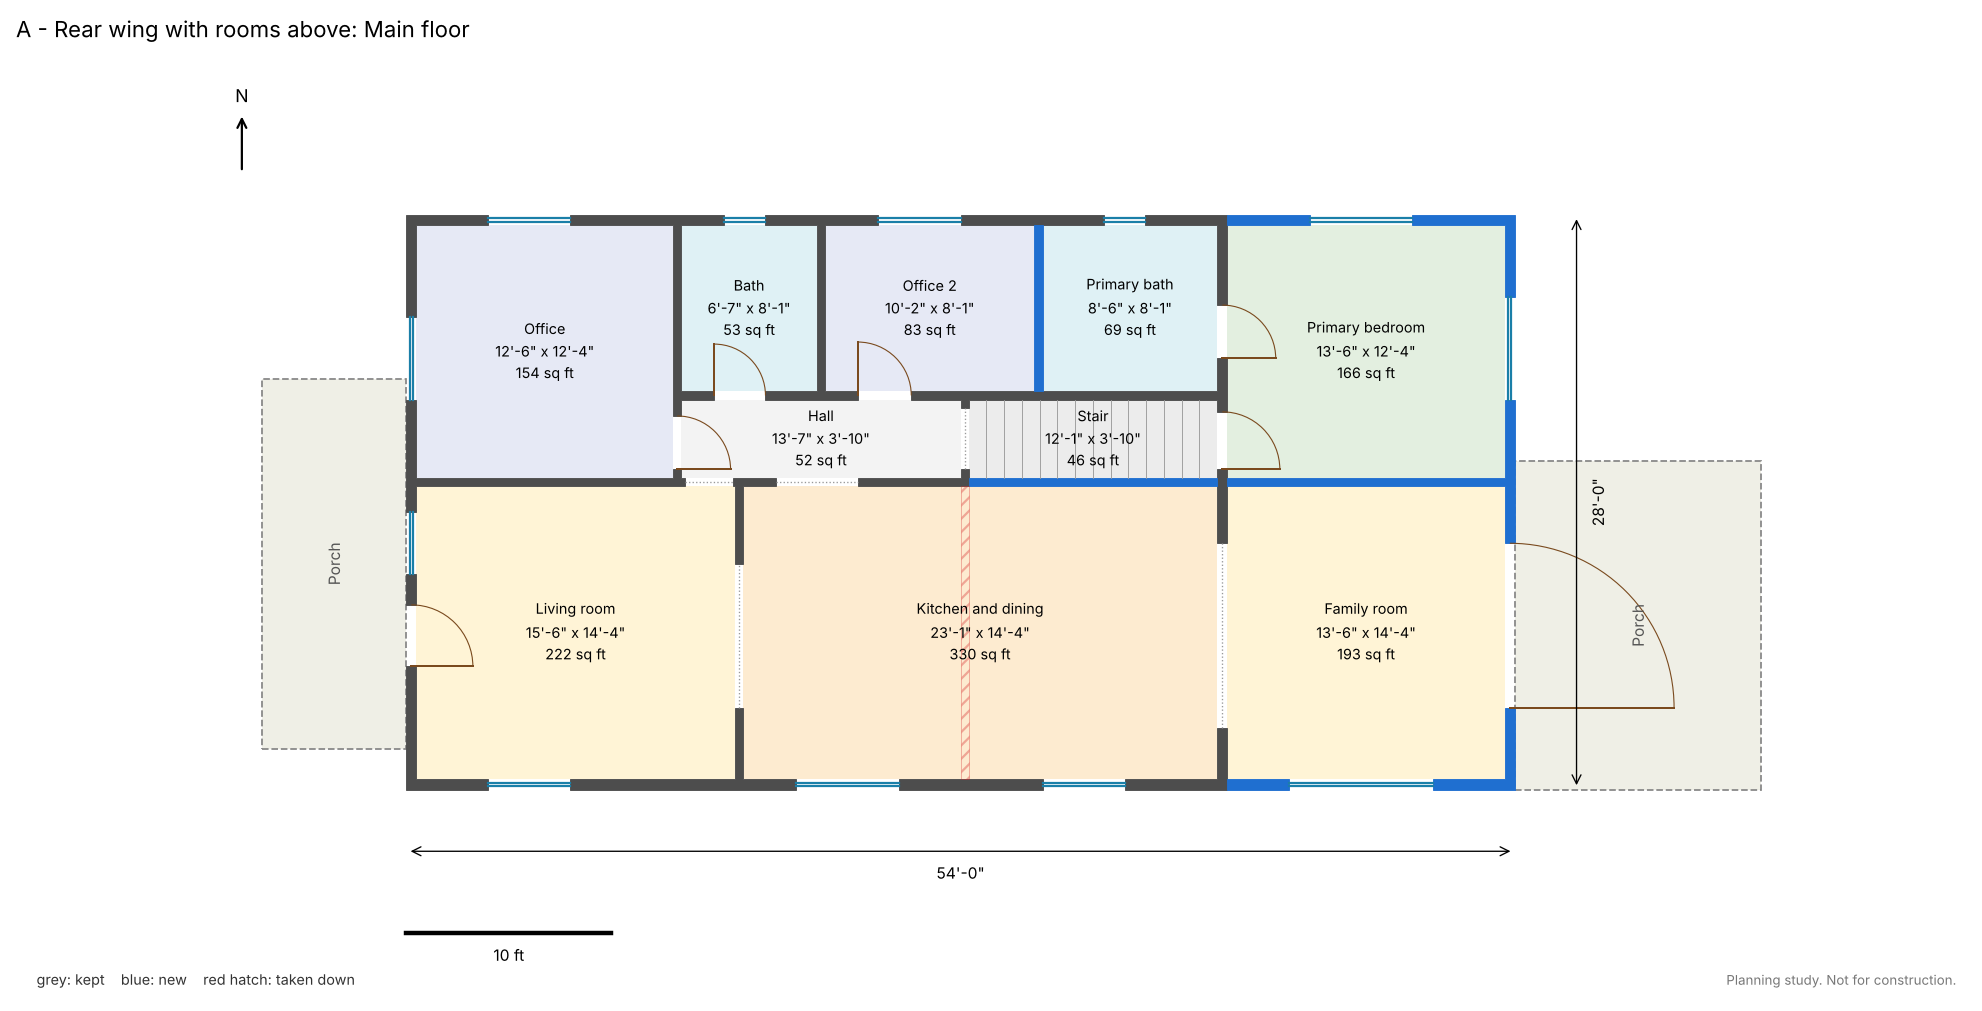 A - Rear wing with rooms above: Main floor
N
Office
12'-6" x 12'-4"
154 sq ft
Bath
6'-7" x 8'-1"
53 sq ft
Office 2
10'-2" x 8'-1"
83 sq ft
Primary bath
8'-6" x 8'-1"
69 sq ft
Primary bedroom
13'-6" x 12'-4"
166 sq ft
Hall
13'-7" x 3'-10"
52 sq ft
Stair
12'-1" x 3'-10"
46 sq ft
28'-0"
Porch
Living room
15'-6" x 14'-4"
222 sq ft
Kitchen and dining
23'-1" x 14'-4"
330 sq ft
Family room
13'-6" x 14'-4"
193 sq ft
Porch
54'-0"
10 ft
grey: kept blue: new red hatch: taken down
Planning study. Not for construction.